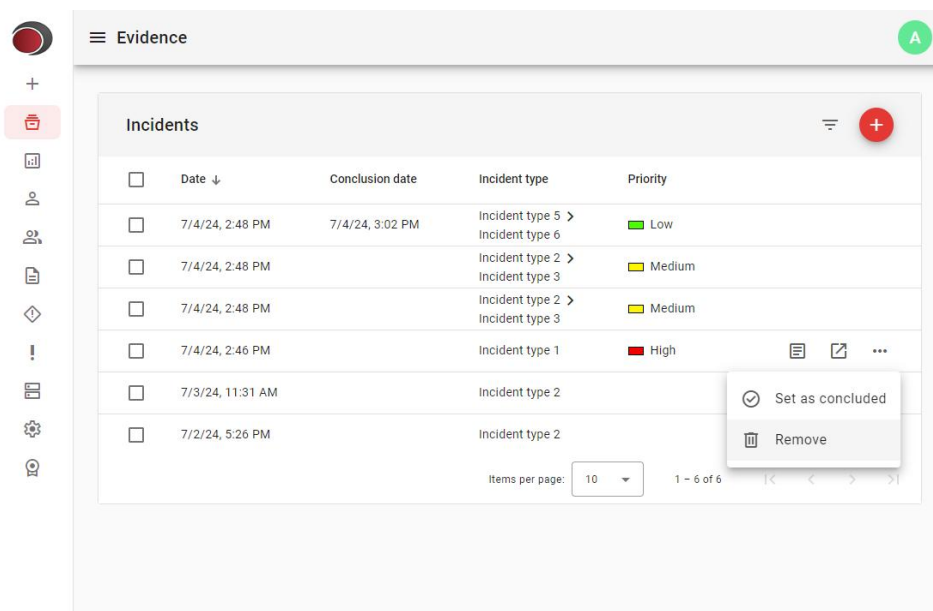 Evidence
A
Incidents
Date Conclusion date Incident type Priority
7/4/24, 2:48 PM 7/4/24, 3:02 PM Incident type 5 > Low
Incident type 6
7/4/24, 2:48 PM Incident type 2 > Medium
Incident type 3
7/4/24, 2:48 PM Incident type 2 > Medium
Incident type 3
7/4/24, 2:46 PM Incident type 1 High
7/3/24, 11:31 AM Incident type 2
Set as concluded
7/2/24, 5:26 PM Incident type 2
Remove
Items per page: 10 1 – 6 of 6